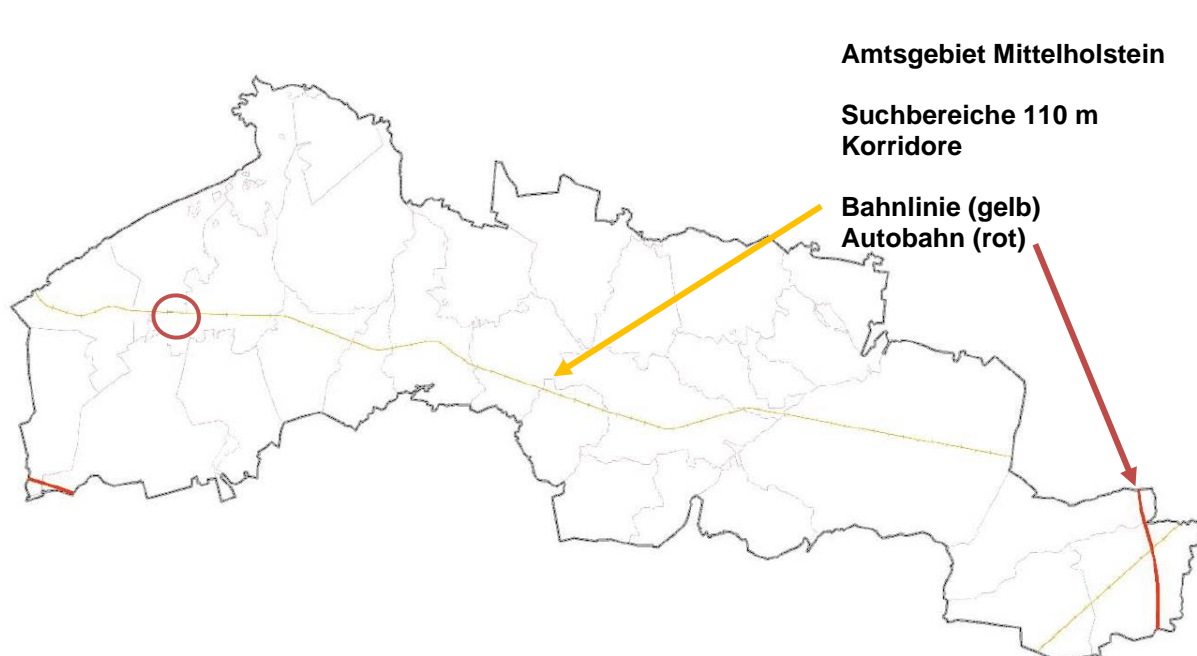 Amtsgebiet Mittelholstein
Suchbereiche 110 m
Korridore
Bahnlinie (gelb)
Autobahn (rot)